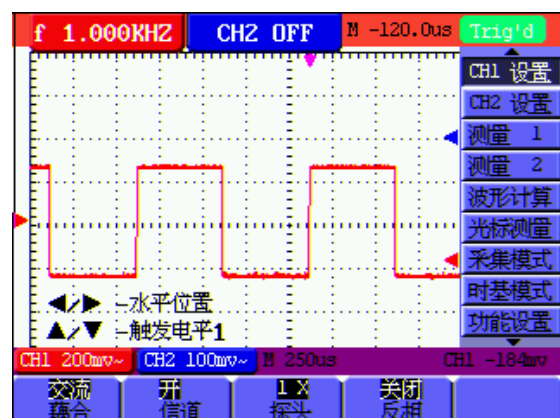 f 1.000KHZ CH2 OFF M -120.0us Trig'd
CH1 设置
CH2 设置
测量 1
测量 2
波形计算
光标测量
采集模式
时基模式
功能设置
◀/▶ -水平位置
▲/▼ -触发电平1
CH1 200mv~ CH2 100mv~ M 250us CH1 -184mv
交流 开 1X 关闭
耦合 信道 探头 反相